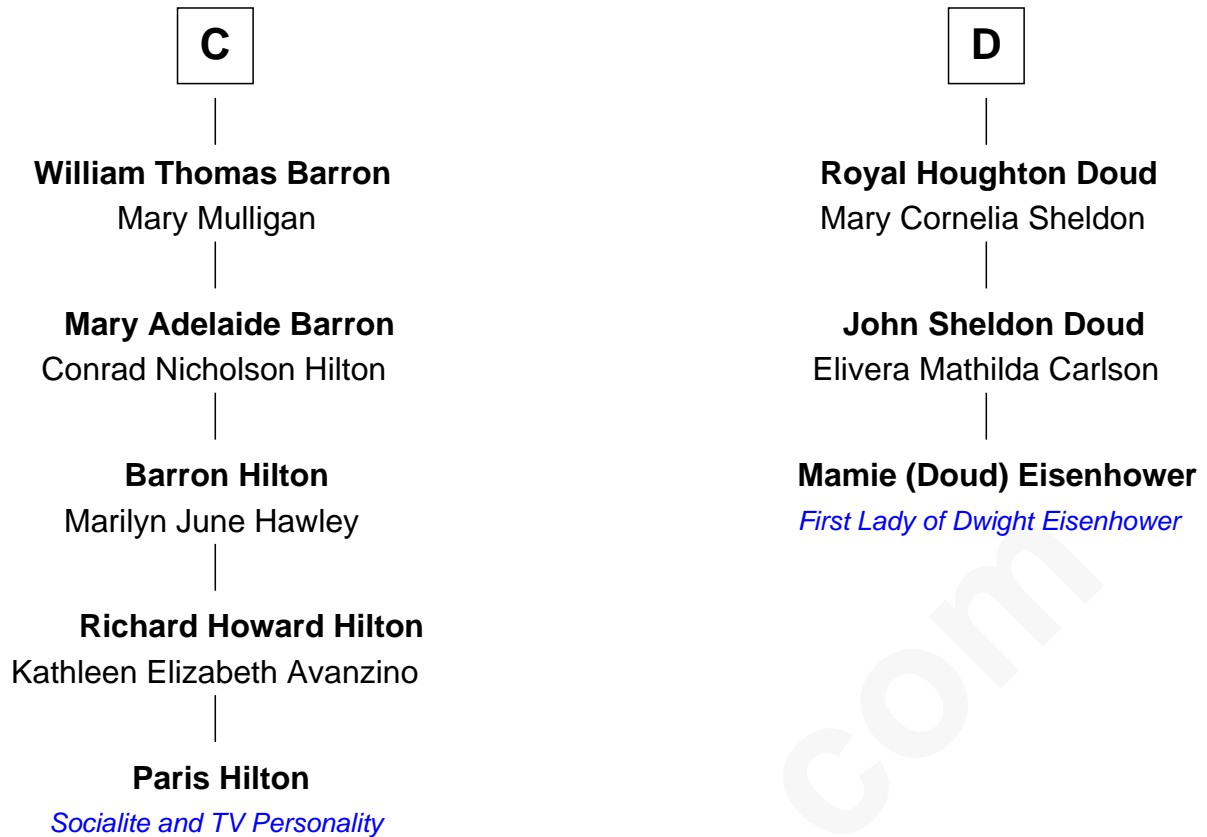 C
William Thomas Barron
Mary Mulligan
Mary Adelaide Barron
Conrad Nicholson Hilton
Barron Hilton
Marilyn June Hawley
Richard Howard Hilton
Kathleen Elizabeth Avanzino
Paris Hilton
Socialite and TV Personality
D
Royal Houghton Doud
Mary Cornelia Sheldon
John Sheldon Doud
Elivera Mathilda Carlson
Mamie (Doud) Eisenhower
First Lady of Dwight Eisenhower
com